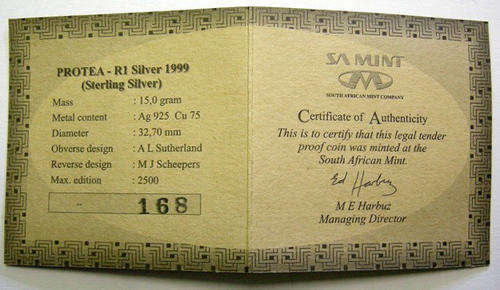 PROTEA - R1 Silver 1999
(Sterling Silver)
Mass : 15,0 gram
Metal content : Ag 925 Cu 75
Diameter : 32,70 mm
Obverse design : A L Sutherland
Reverse design : M J Scheepers
Max. edition : 2500
168
SA MINT
SOUTH AFRICAN MINT COMPANY
Certificate of Authenticity
This is to certify that this legal tender
proof coin was minted at the
South African Mint.
Ed Harbuz
M E Harbuz
Managing Director